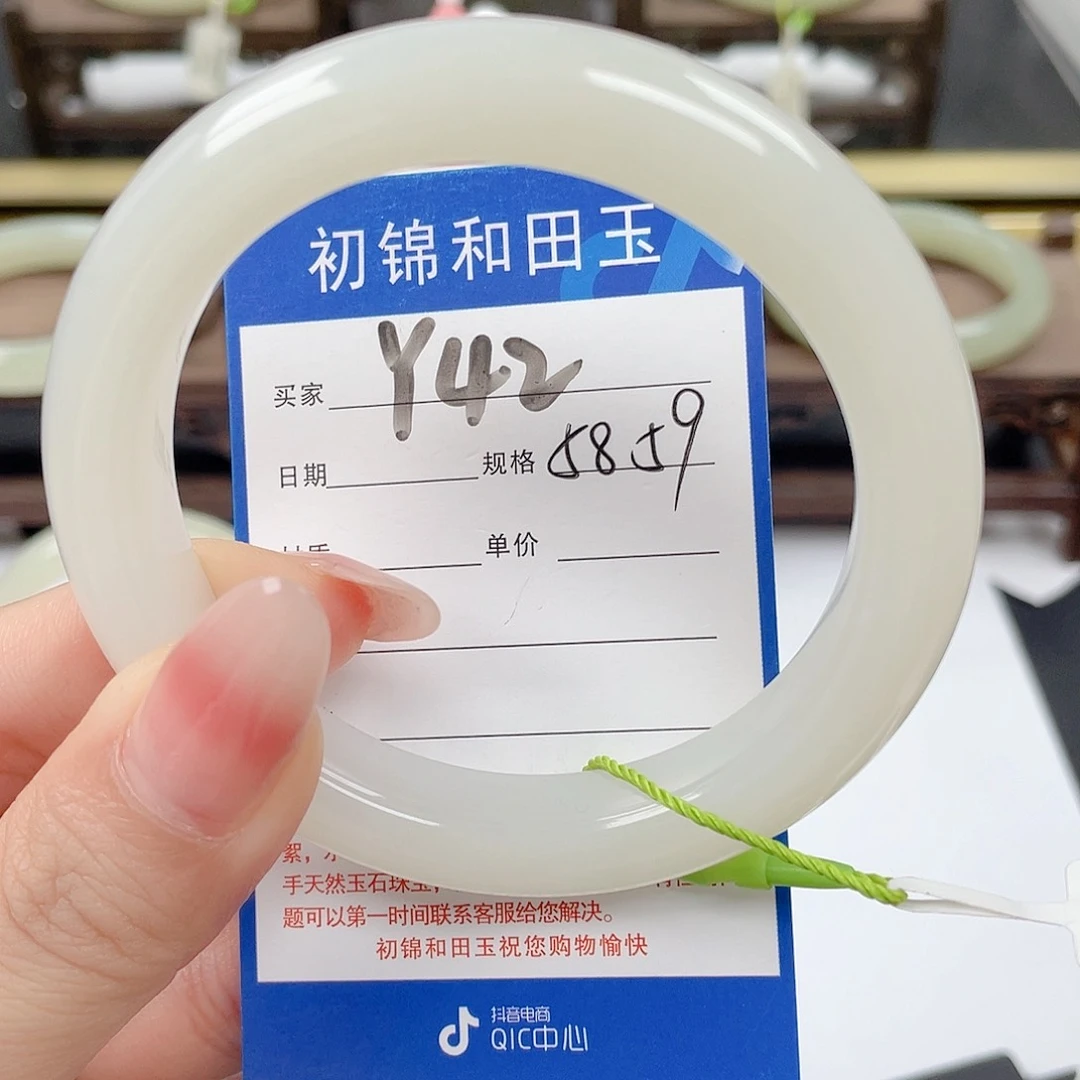 初锦和田玉
买家 Y42
日期 规格 58 59
单价
絮,
手天然玉石珠宝,
题可以第一时间联系客服给您解决。
初锦和田玉祝您购物愉快
抖音电商
QIC中心